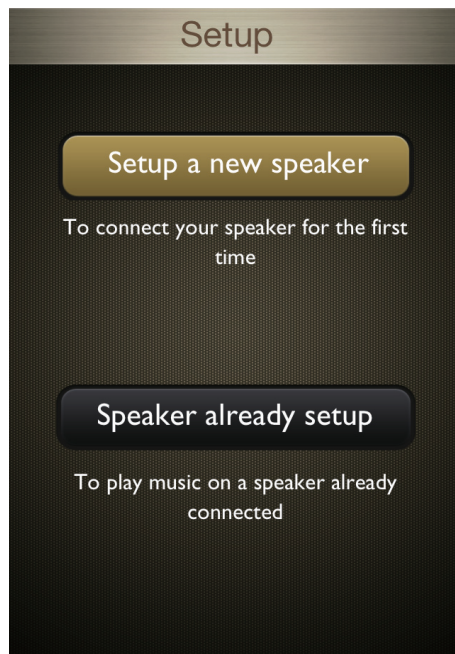 Setup
Setup a new speaker
To connect your speaker for the first
time
Speaker already setup
To play music on a speaker already
connected